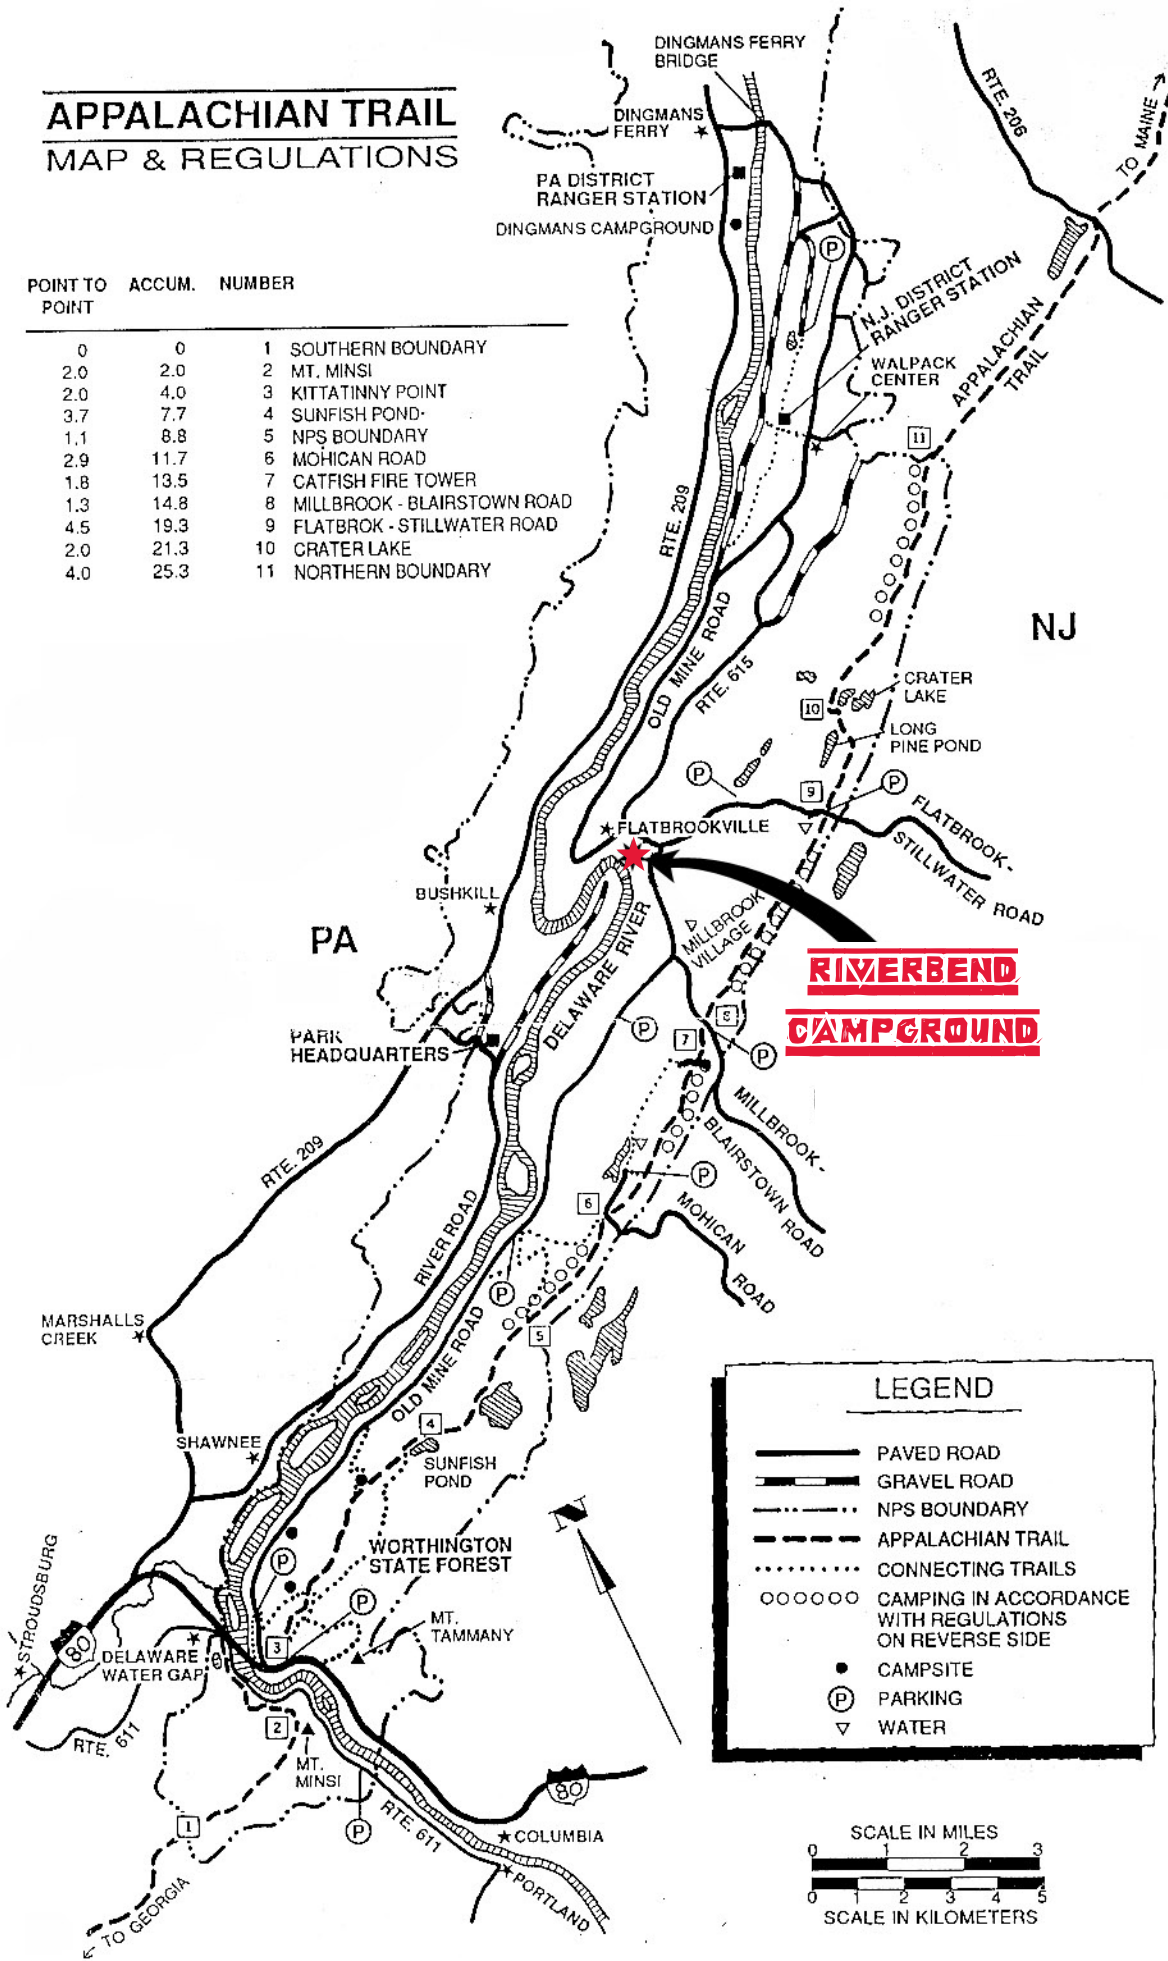 APPALACHIAN TRAIL
MAP & REGULATIONS
POINT TO POINT ACCUM. NUMBER
0 0 1 SOUTHERN BOUNDARY
2.0 2.0 2 MT. MINSI
2.0 4.0 3 KITTATINNY POINT
3.7 7.7 4 SUNFISH POND
1.1 8.8 5 NPS BOUNDARY
2.9 11.7 6 MOHICAN ROAD
1.8 13.5 7 CATFISH FIRE TOWER
1.3 14.8 8 MILLBROOK - BLAIRSTOWN ROAD
4.5 19.3 9 FLATBROK - STILLWATER ROAD
2.0 21.3 10 CRATER LAKE
4.0 25.3 11 NORTHERN BOUNDARY
DINGMANS FERRY
BRIDGE
DINGMANS
FERRY
PA DISTRICT
RANGER STATION
DINGMANS CAMPGROUND
RTE. 206
TO MAINE
P
N.J. DISTRICT
RANGER STATION
WALPACK
CENTER
APPALACHIAN
TRAIL
11
RTE. 209
OLD MINE ROAD
RTE. 615
NJ
CRATER
LAKE
10
LONG
PINE POND
P
9
P
FLATBROOK-
STILLWATER ROAD
FLATBROOKVILLE
BUSHKILL
PA
DELAWARE RIVER
MILLBROOK
VILLAGE
RIVERBEND
CAMPGROUND
8
P
7
P
PARK
HEADQUARTERS
MILLBROOK-
BLAIRSTOWN ROAD
RTE. 209
P
6
MOHICAN
ROAD
RIVER ROAD
P
5
MARSHALLS
CREEK
OLD MINE ROAD
4
SUNFISH
POND
SHAWNEE
WORTHINGTON
STATE FOREST
P
P
MT.
TAMMANY
3
STROUDSBURG
80
DELAWARE
WATER GAP
RTE. 611
2
MT.
MINSI
1
P
RTE. 611
80
COLUMBIA
PORTLAND
TO GEORGIA
N
LEGEND
PAVED ROAD
GRAVEL ROAD
NPS BOUNDARY
APPALACHIAN TRAIL
CONNECTING TRAILS
CAMPING IN ACCORDANCE
WITH REGULATIONS
ON REVERSE SIDE
CAMPSITE
P PARKING
WATER
SCALE IN MILES
0 1 2 3
0 1 2 3 4 5
SCALE IN KILOMETERS